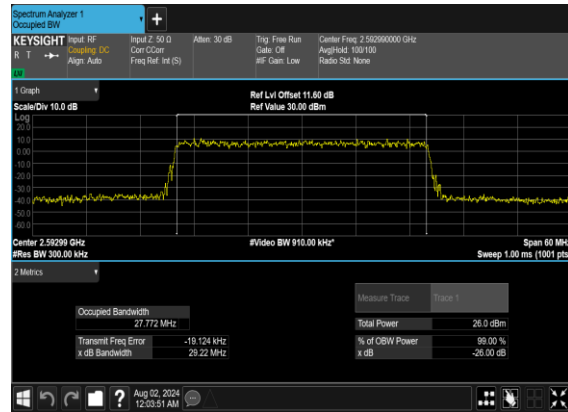 Spectrum Analyzer 1
Occupied BW
KEYSIGHT
R T
Input: RF
Coupling: DC
Align: Auto
Input Z: 50 Ω
Corr CCorr
Freq Ref: Int (S)
Atten: 30 dB
Trig: Free Run
Gate: Off
#IF Gain: Low
Center Freq: 2.592990000 GHz
Avg|Hold: 100/100
Radio Std: None
1 Graph
Scale/Div 10.0 dB
Ref Lvl Offset 11.60 dB
Ref Value 30.00 dBm
Log
20.0
10.0
0.00
-10.0
-20.0
-30.0
-40.0
-50.0
-60.0
Center 2.59299 GHz
#Res BW 300.00 kHz
#Video BW 910.00 kHz*
Span 60 MHz
Sweep 1.00 ms (1001 pts
2 Metrics
Measure Trace
Trace 1
Occupied Bandwidth
27.772 MHz
Total Power
26.0 dBm
Transmit Freq Error
-19.124 kHz
% of OBW Power
99.00 %
x dB Bandwidth
29.22 MHz
x dB
-26.00 dB
Aug 02, 2024
12:03:51 AM